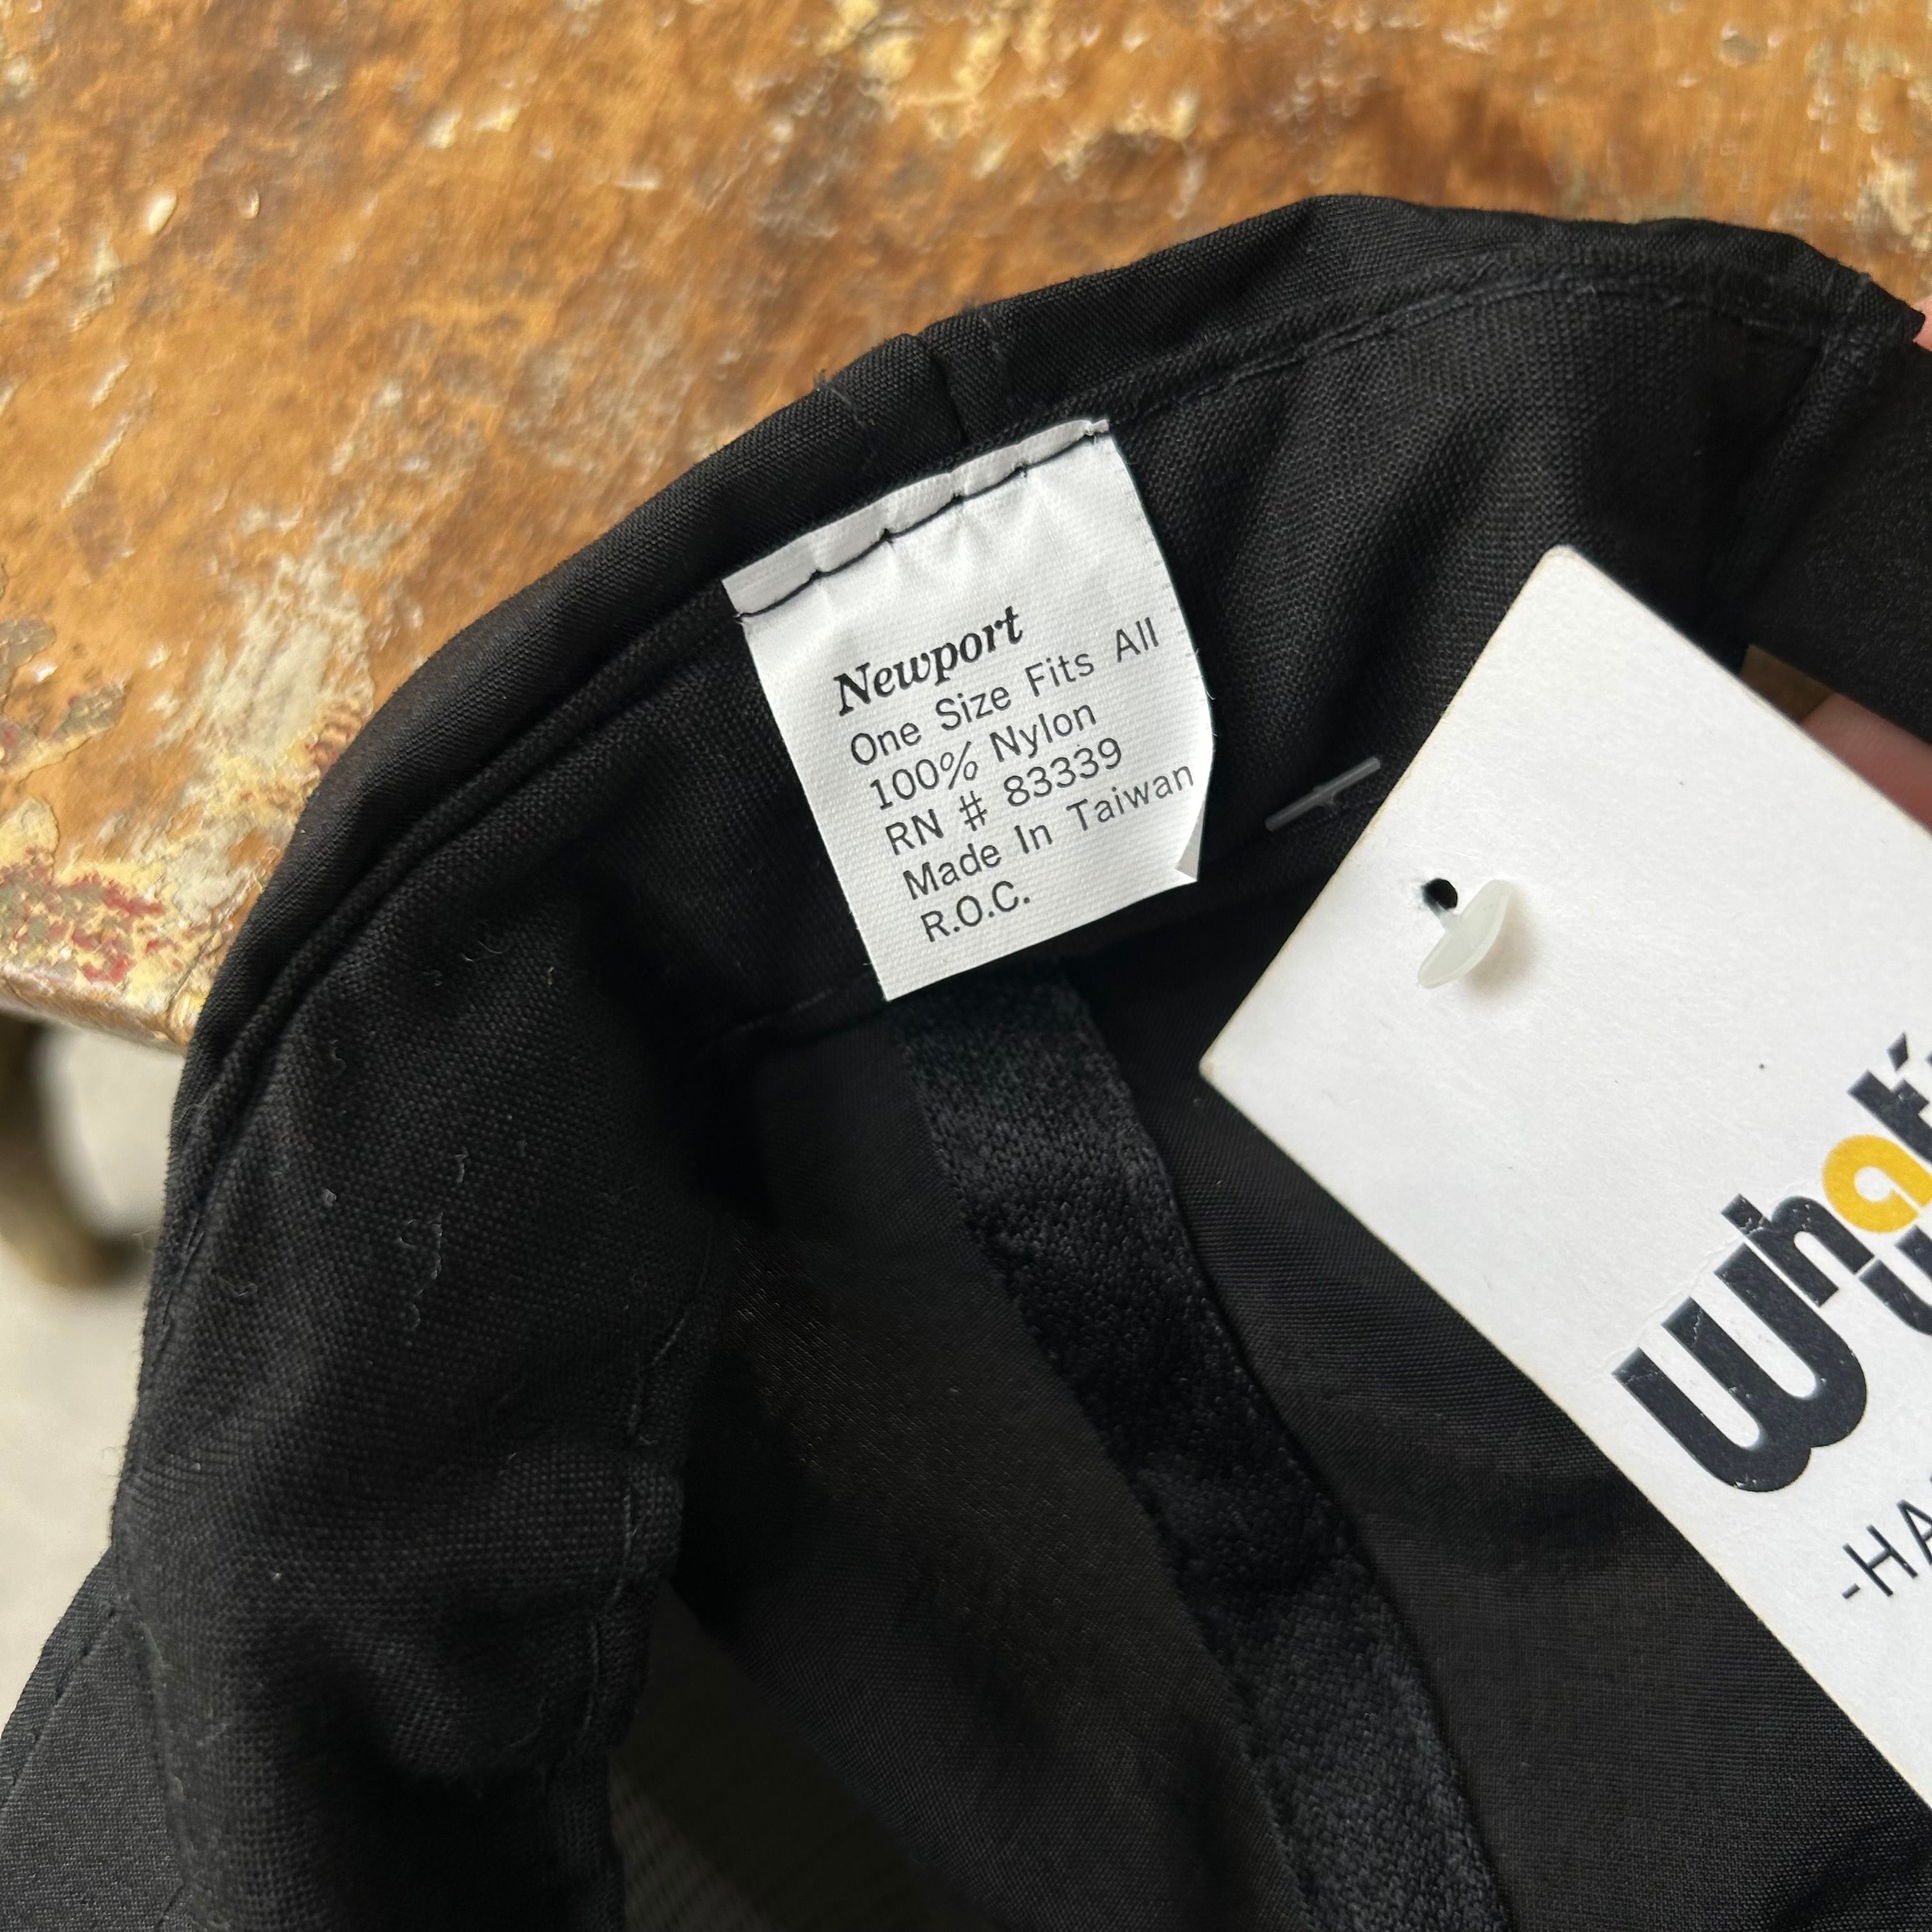 Newport
One Size Fits All
100% Nylon
RN # 83339
Made In Taiwan
R.O.C.